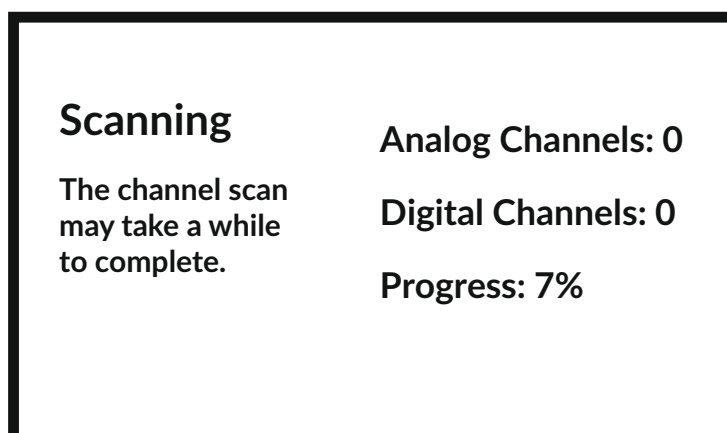 Scanning
The channel scan
may take a while
to complete.
Analog Channels: 0
Digital Channels: 0
Progress: 7%